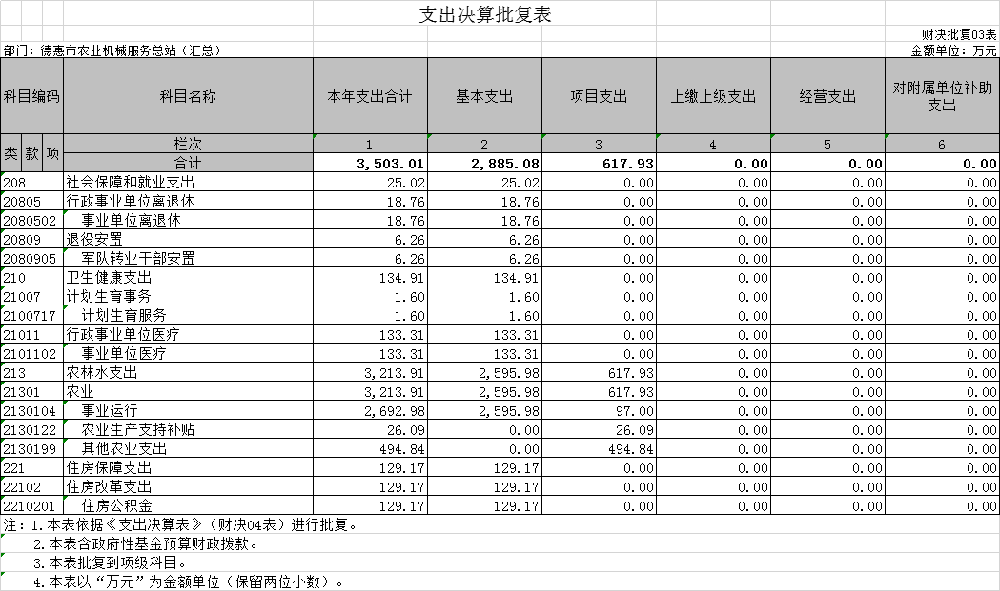 支出决算批复表
财决批复03表
部门：德惠市农业机械服务总站（汇总） 金额单位：万元
科目编码 科目名称 本年支出合计 基本支出 项目支出 上缴上级支出 经营支出 对附属单位补助支出
类 款 项 栏次 1 2 3 4 5 6
合计 3,503.01 2,885.08 617.93 0.00 0.00 0.00
208 社会保障和就业支出 25.02 25.02 0.00 0.00 0.00 0.00
20805 行政事业单位离退休 18.76 18.76 0.00 0.00 0.00 0.00
2080502 事业单位离退休 18.76 18.76 0.00 0.00 0.00 0.00
20809 退役安置 6.26 6.26 0.00 0.00 0.00 0.00
2080905 军队转业干部安置 6.26 6.26 0.00 0.00 0.00 0.00
210 卫生健康支出 134.91 134.91 0.00 0.00 0.00 0.00
21007 计划生育事务 1.60 1.60 0.00 0.00 0.00 0.00
2100717 计划生育服务 1.60 1.60 0.00 0.00 0.00 0.00
21011 行政事业单位医疗 133.31 133.31 0.00 0.00 0.00 0.00
2101102 事业单位医疗 133.31 133.31 0.00 0.00 0.00 0.00
213 农林水支出 3,213.91 2,595.98 617.93 0.00 0.00 0.00
21301 农业 3,213.91 2,595.98 617.93 0.00 0.00 0.00
2130104 事业运行 2,692.98 2,595.98 97.00 0.00 0.00 0.00
2130122 农业生产支持补贴 26.09 0.00 26.09 0.00 0.00 0.00
2130199 其他农业支出 494.84 0.00 494.84 0.00 0.00 0.00
221 住房保障支出 129.17 129.17 0.00 0.00 0.00 0.00
22102 住房改革支出 129.17 129.17 0.00 0.00 0.00 0.00
2210201 住房公积金 129.17 129.17 0.00 0.00 0.00 0.00
注：1.本表依据《支出决算表》（财决04表）进行批复。
2.本表含政府性基金预算财政拨款。
3.本表批复到项级科目。
4.本表以“万元”为金额单位（保留两位小数）。